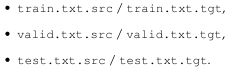 • train.txt.src / train.txt.tgt,
• valid.txt.src / valid.txt.tgt,
• test.txt.src / test.txt.tgt.